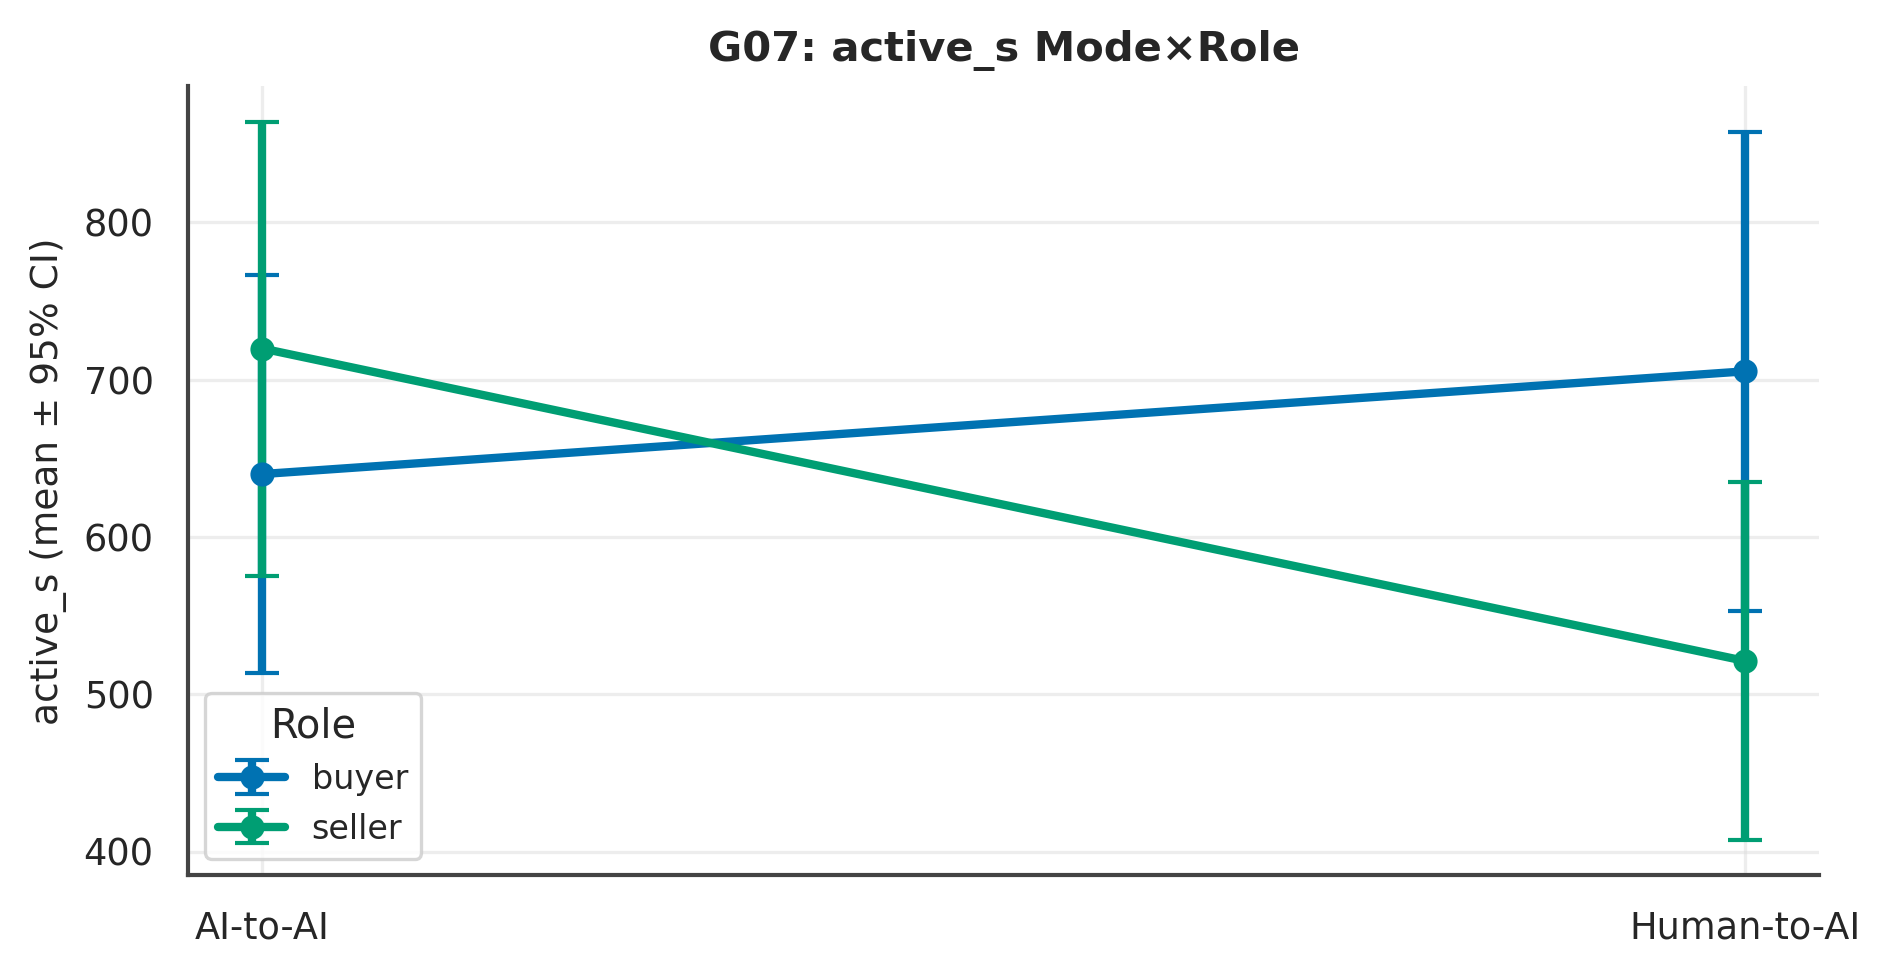 G07: active_s Mode×Role
active_s (mean ± 95% CI)
800
700
600
500
400
Role
buyer
seller
AI-to-AI
Human-to-AI